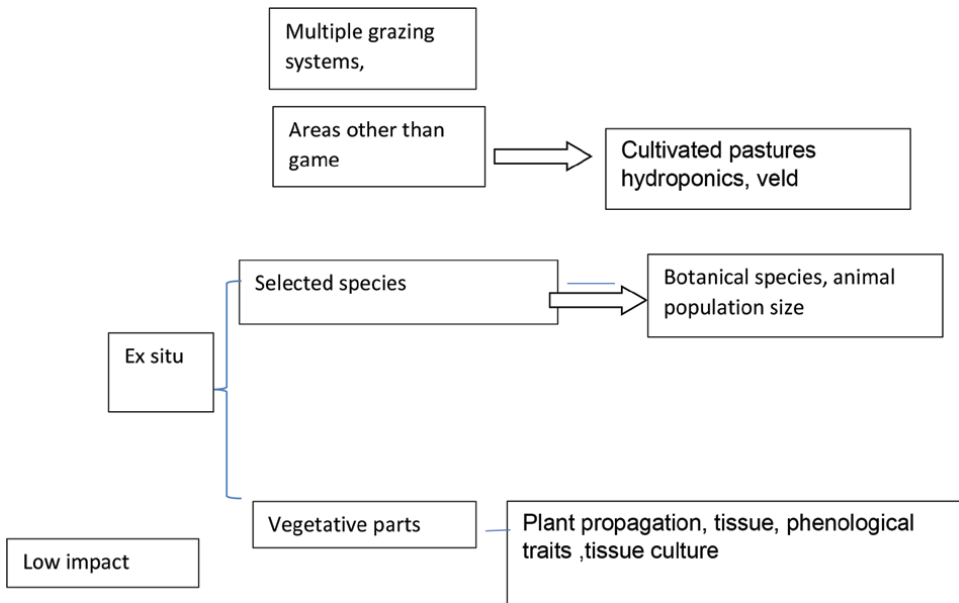 Multiple grazing
systems,
Areas other than
game
Cultivated pastures
hydroponics, veld
Selected species
Botanical species, animal
population size
Ex situ
Vegetative parts
Plant propagation, tissue, phenological
traits ,tissue culture
Low impact